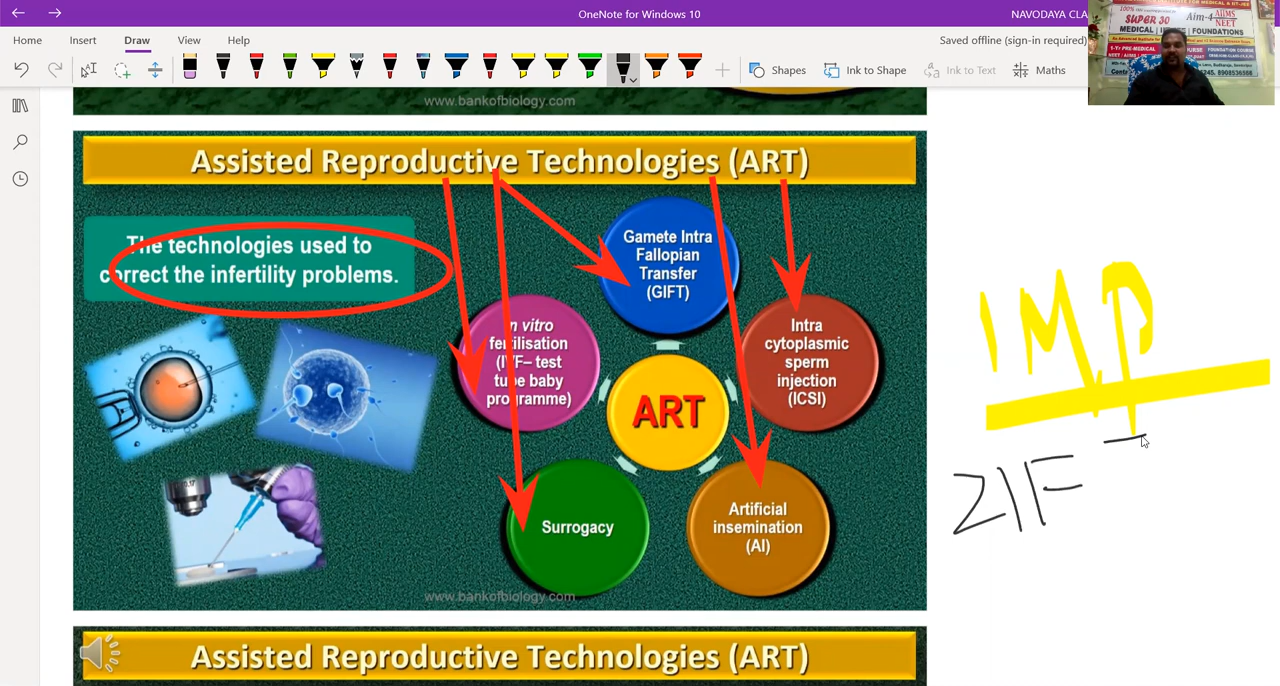 OneNote for Windows 10
NAVODAYA CLA
Home Insert Draw View Help
Saved offline (sign-in required)
Shapes Ink to Shape Ink to Text Maths
SUPER 30
Aim-4
AIIMS
NEET
MEDICAL
FOUNDATIONS
www.bankofbiology.com
Assisted Reproductive Technologies (ART)
The technologies used to
correct the infertility problems.
Gamete Intra
Fallopian
Transfer
(GIFT)
In vitro
fertilisation
(IVF– test
tube baby
programme)
Intra
cytoplasmic
sperm
injection
(ICSI)
ART
Surrogacy
Artificial
insemination
(AI)
www.bankofbiology.com
IMP
ZIF
Assisted Reproductive Technologies (ART)